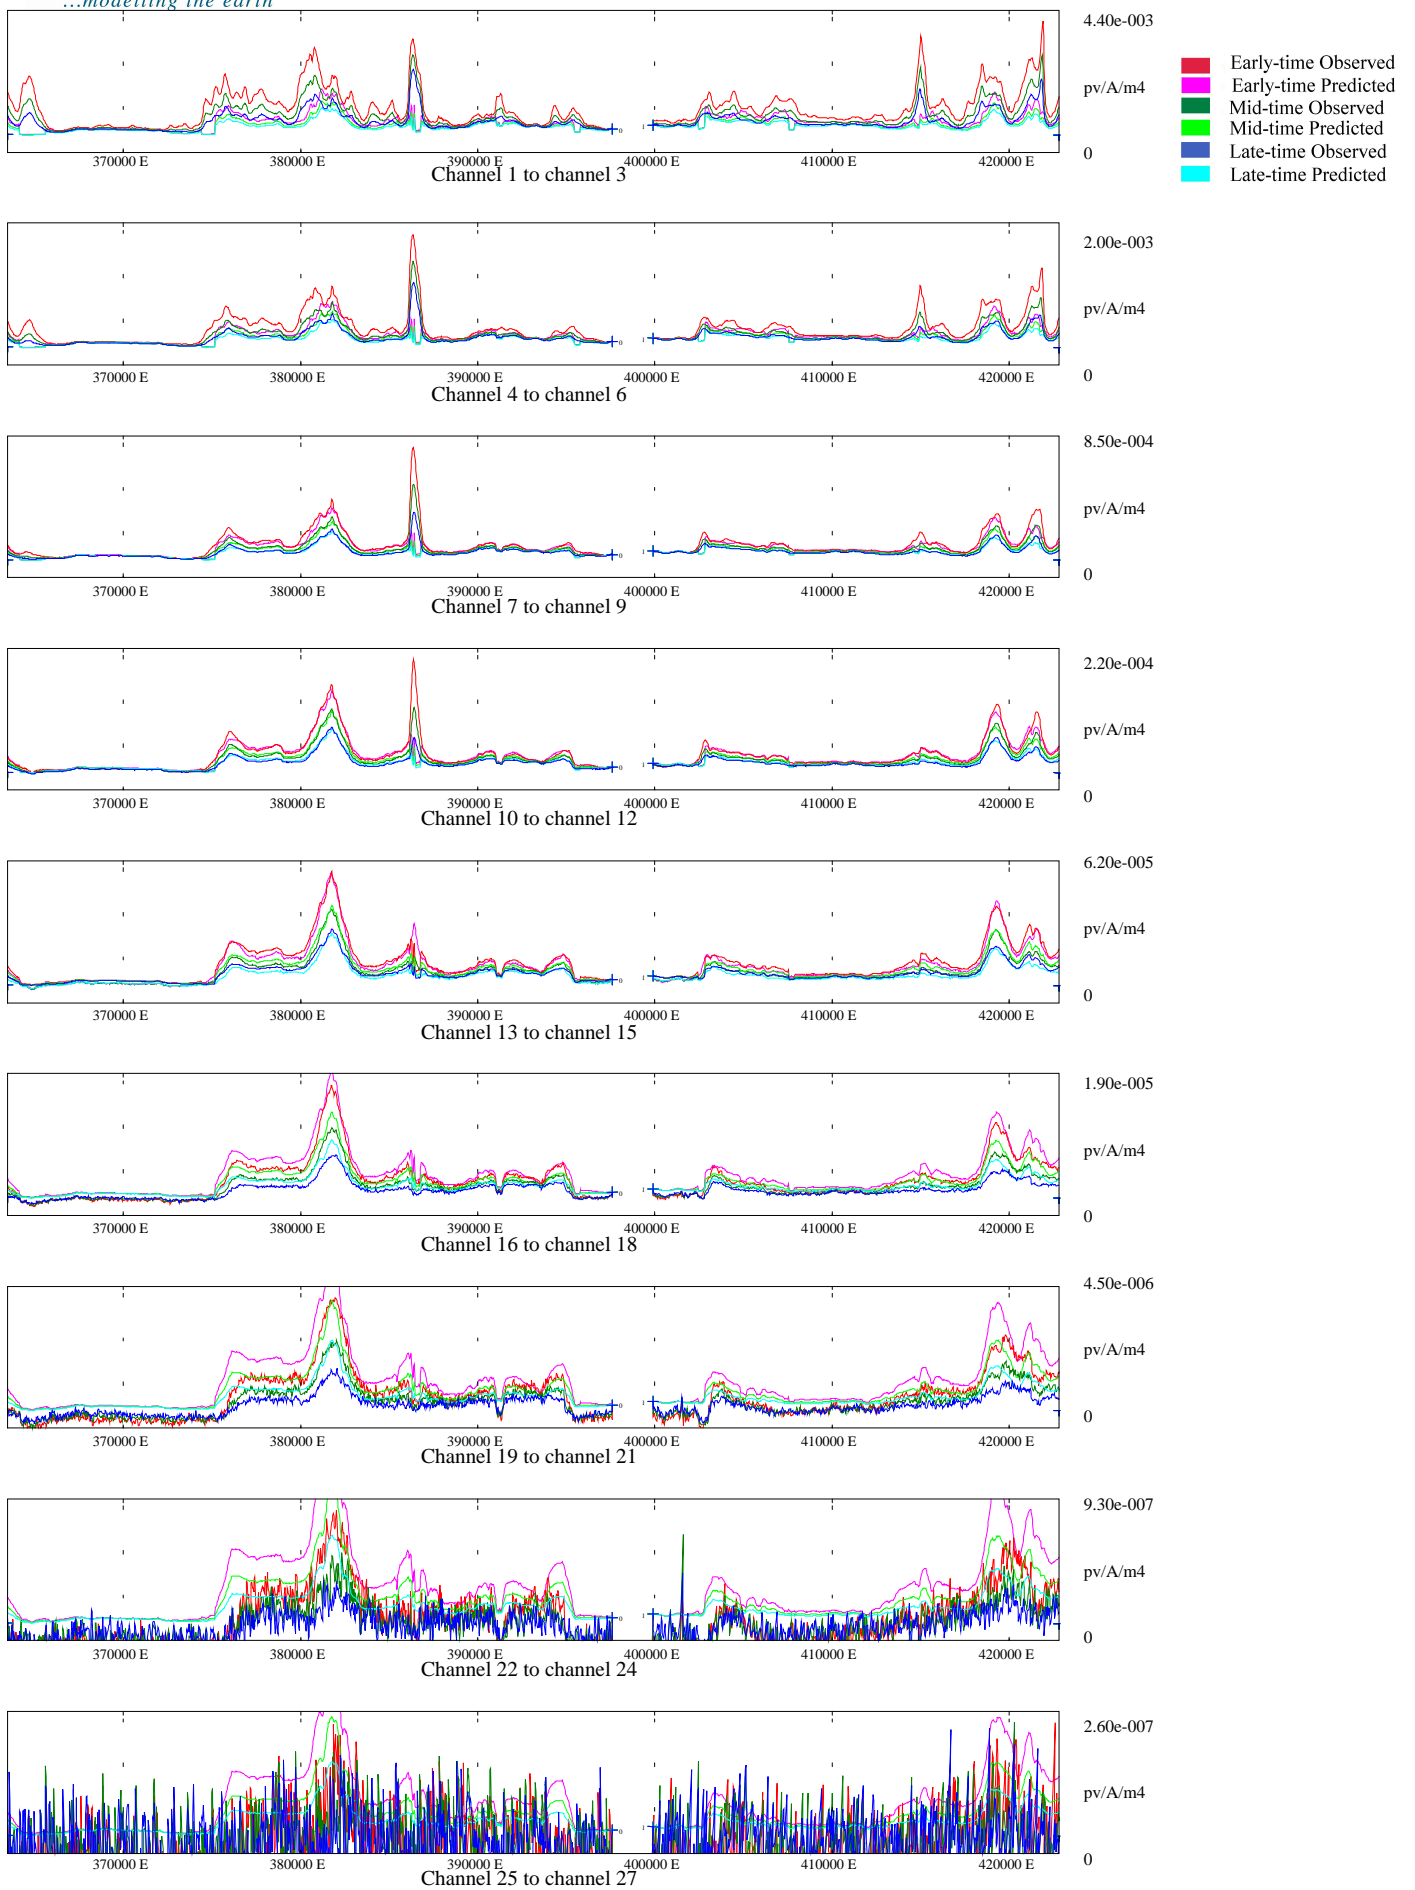 ...modelling the earth
4.40e-003
pv/A/m4
0
370000 E 380000 E 390000 E 400000 E 410000 E 420000 E
Channel 1 to channel 3
Early-time Observed
Early-time Predicted
Mid-time Observed
Mid-time Predicted
Late-time Observed
Late-time Predicted
2.00e-003
pv/A/m4
0
370000 E 380000 E 390000 E 400000 E 410000 E 420000 E
Channel 4 to channel 6
8.50e-004
pv/A/m4
0
370000 E 380000 E 390000 E 400000 E 410000 E 420000 E
Channel 7 to channel 9
2.20e-004
pv/A/m4
0
370000 E 380000 E 390000 E 400000 E 410000 E 420000 E
Channel 10 to channel 12
6.20e-005
pv/A/m4
0
370000 E 380000 E 390000 E 400000 E 410000 E 420000 E
Channel 13 to channel 15
1.90e-005
pv/A/m4
0
370000 E 380000 E 390000 E 400000 E 410000 E 420000 E
Channel 16 to channel 18
4.50e-006
pv/A/m4
0
370000 E 380000 E 390000 E 400000 E 410000 E 420000 E
Channel 19 to channel 21
9.30e-007
pv/A/m4
0
370000 E 380000 E 390000 E 400000 E 410000 E 420000 E
Channel 22 to channel 24
2.60e-007
pv/A/m4
0
370000 E 380000 E 390000 E 400000 E 410000 E 420000 E
Channel 25 to channel 27